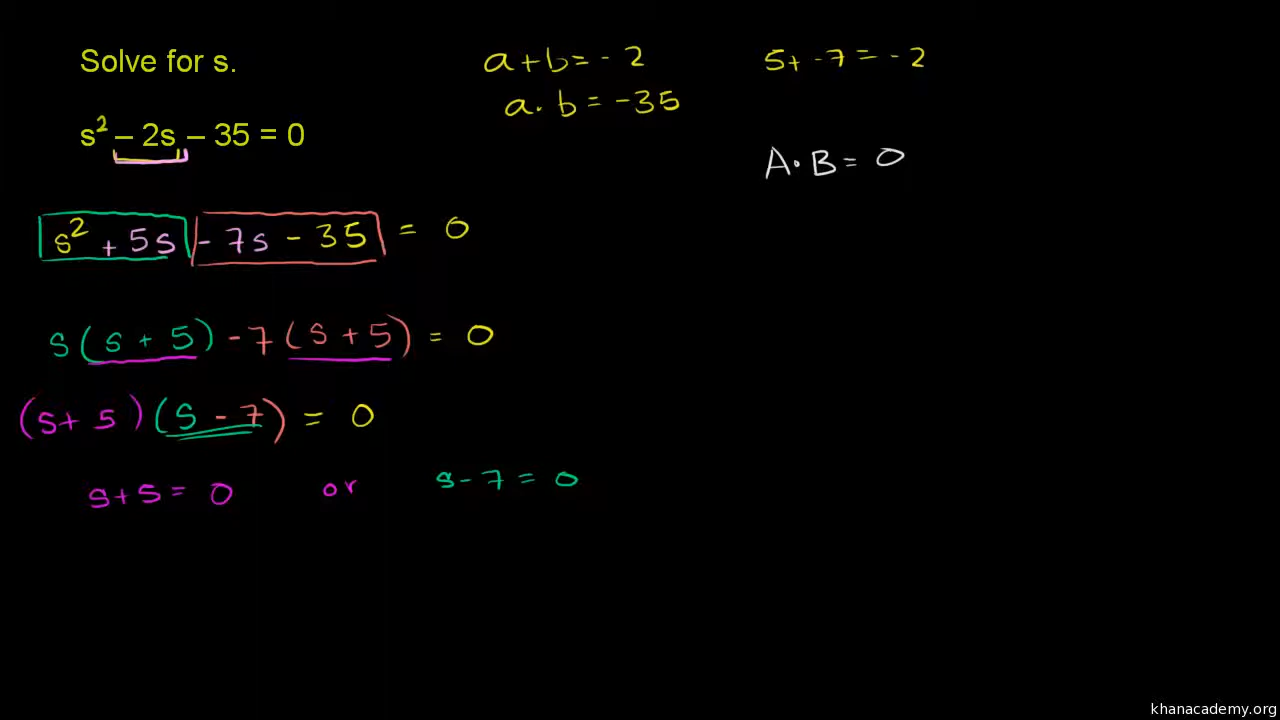 Solve for s.
a + b = - 2
5 + - 7 = - 2
a · b = - 35
s² – 2s – 35 = 0
A · B = 0
s² + 5s - 7s - 35 = 0
s(s + 5) - 7(s + 5) = 0
(s + 5)(s - 7) = 0
s + 5 = 0 or s - 7 = 0
khanacademy.org